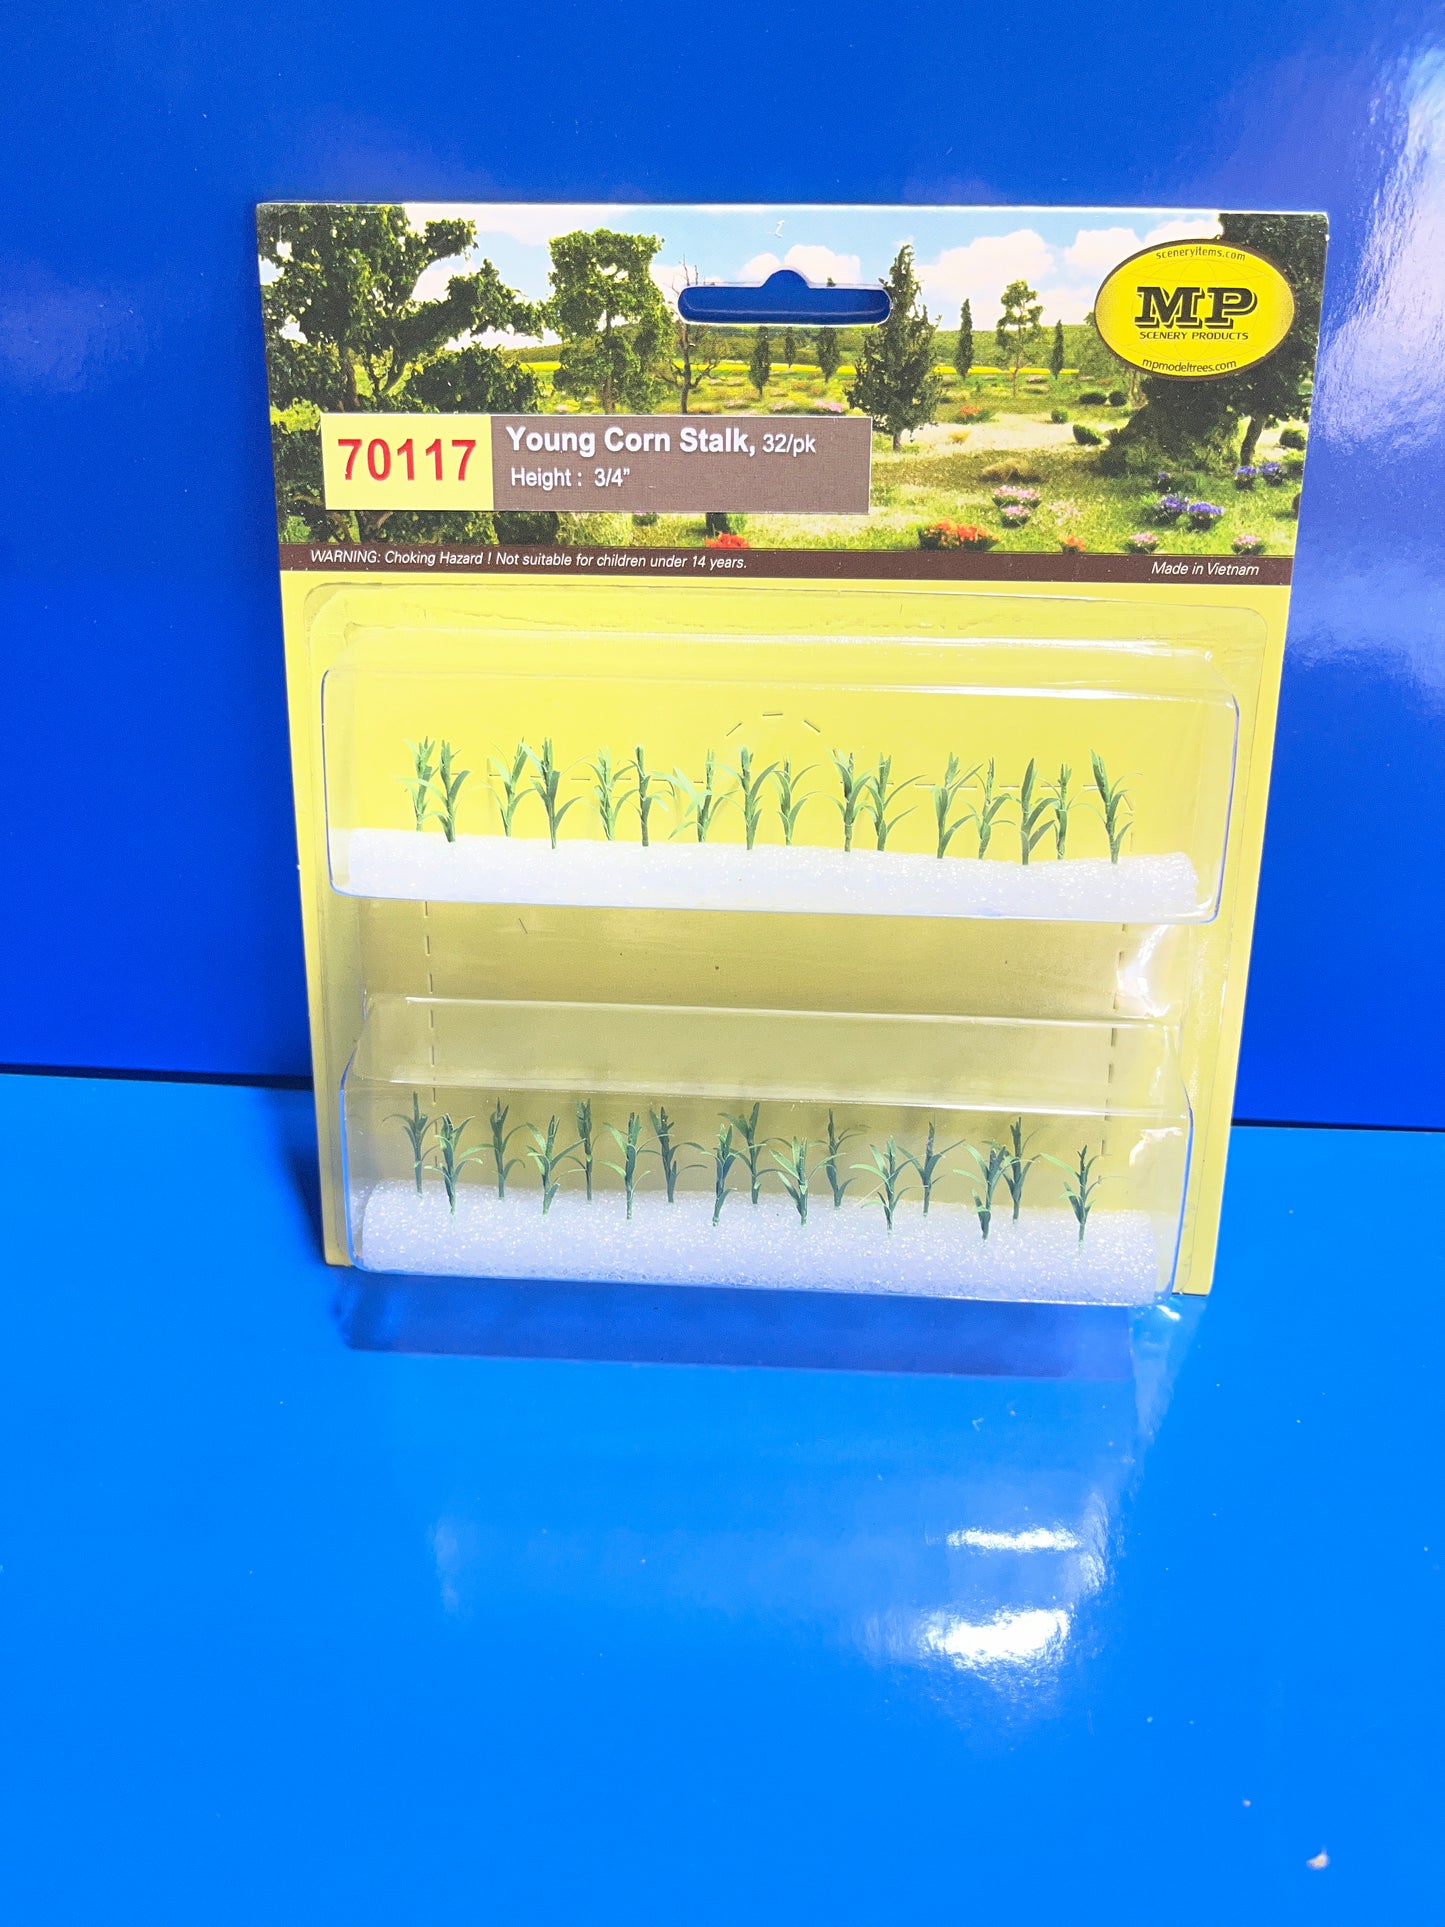 sceneryitems.com
MP
SCENERY PRODUCTS
mpmodeltrees.com
70117
Young Corn Stalk, 32/pk
Height : 3/4"
WARNING: Choking Hazard ! Not suitable for children under 14 years.
Made in Vietnam